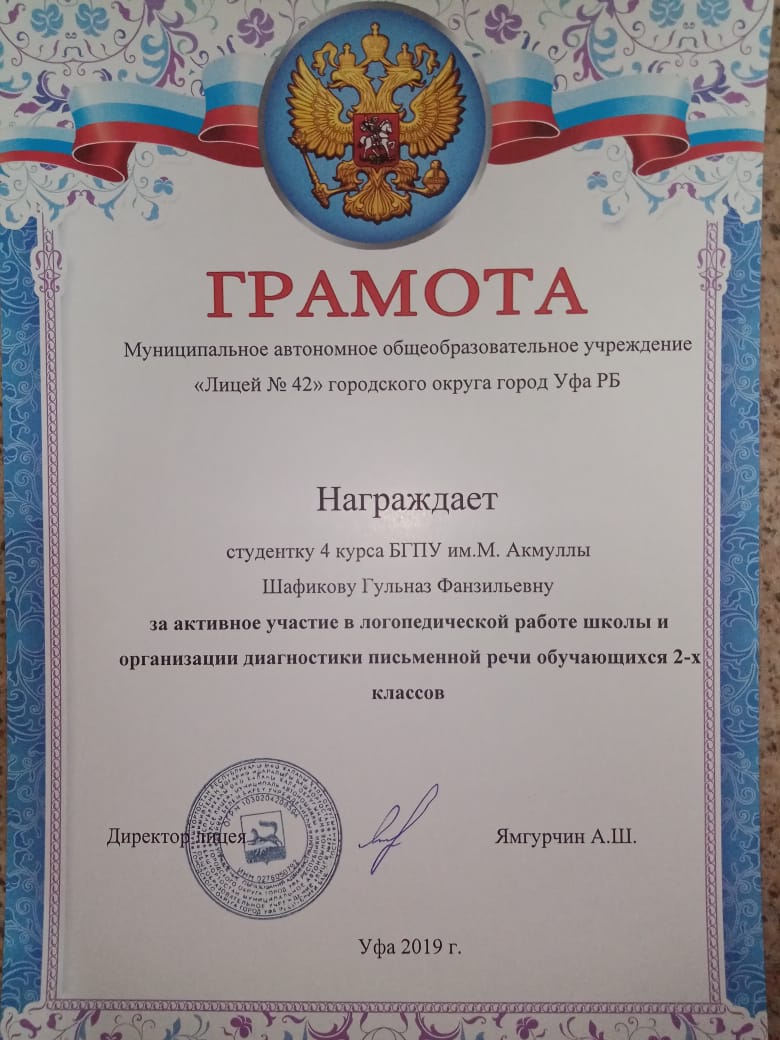 ГРАМОТА
Муниципальное автономное общеобразовательное учреждение
«Лицей № 42» городского округа город Уфа РБ
Награждает
студентку 4 курса БГПУ им.М. Акмуллы
Шафикову Гульназ Фанзильевну
за активное участие в логопедической работе школы и
организации диагностики письменной речи обучающихся 2-х
классов
Директор лицея
Ямгурчин А.Ш.
Уфа 2019 г.